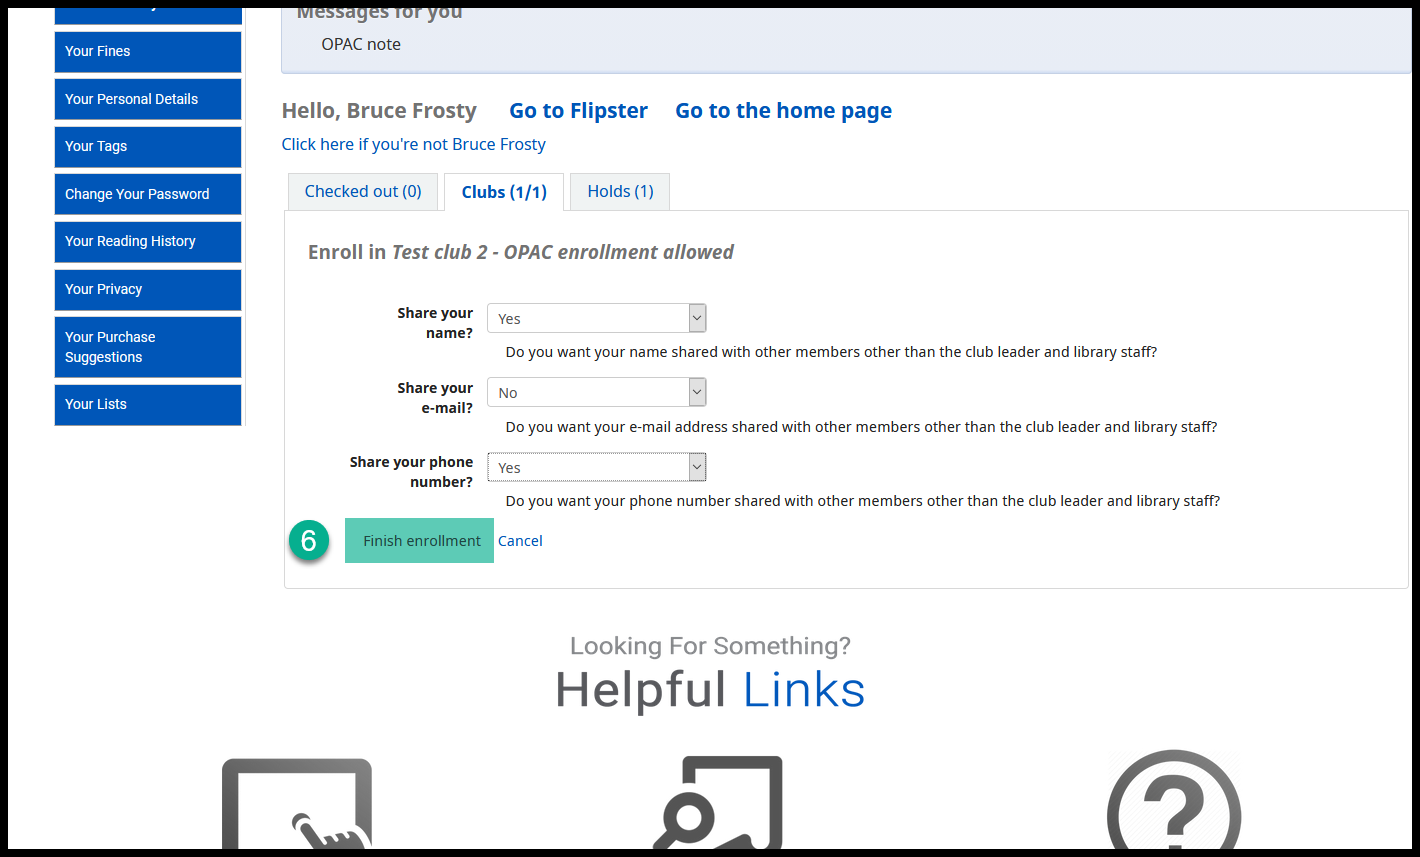 Messages for you
OPAC note
Your Fines
Your Personal Details
Your Tags
Change Your Password
Your Reading History
Your Privacy
Your Purchase
Suggestions
Your Lists
Hello, Bruce Frosty Go to Flipster Go to the home page
Click here if you're not Bruce Frosty
Checked out (0) Clubs (1/1) Holds (1)
Enroll in Test club 2 - OPAC enrollment allowed
Share your
name?
Yes
Do you want your name shared with other members other than the club leader and library staff?
Share your
e-mail?
No
Do you want your e-mail address shared with other members other than the club leader and library staff?
Share your phone
number?
Yes
Do you want your phone number shared with other members other than the club leader and library staff?
6 Finish enrollment Cancel
Looking For Something?
Helpful Links
?